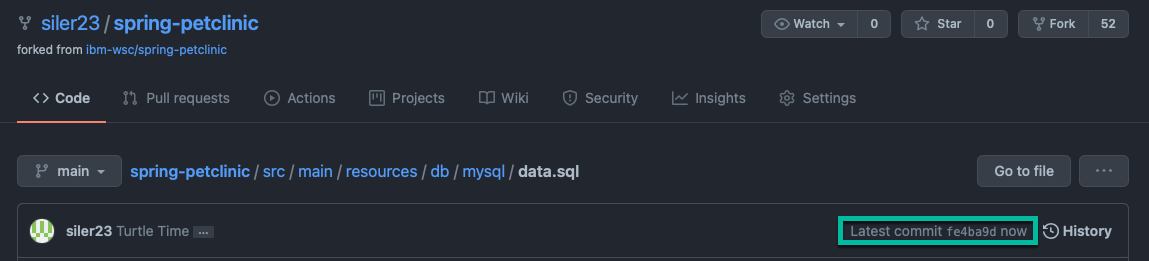 siler23 / spring-petclinic
Watch 0 Star 0 Fork 52
forked from ibm-wsc/spring-petclinic
Code Pull requests Actions Projects Wiki Security Insights Settings
main spring-petclinic / src / main / resources / db / mysql / data.sql Go to file ...
siler23 Turtle Time ... Latest commit fe4ba9d now History